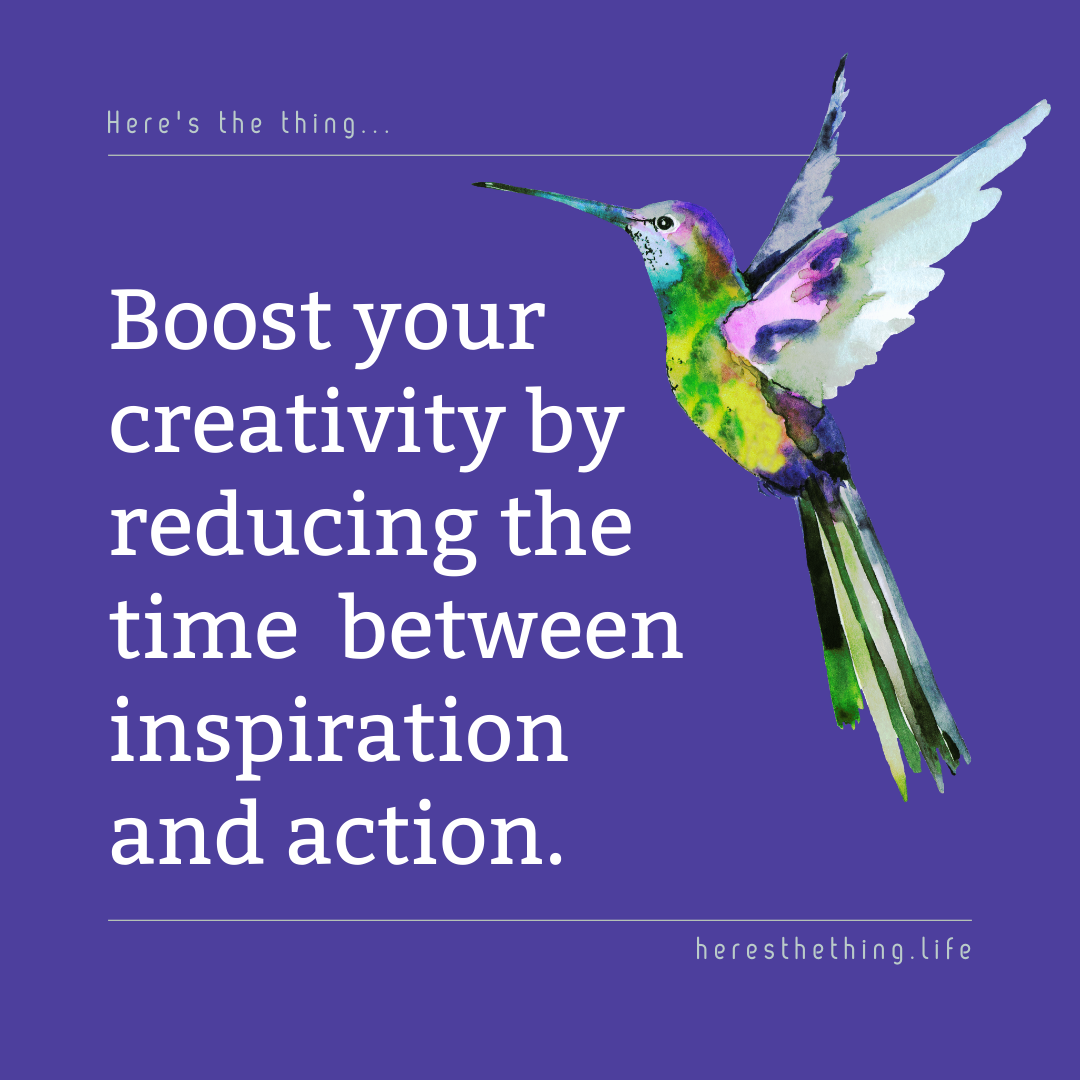 Here's the thing...
Boost your
creativity by
reducing the
time  between
inspiration
and action.
heresthething.life